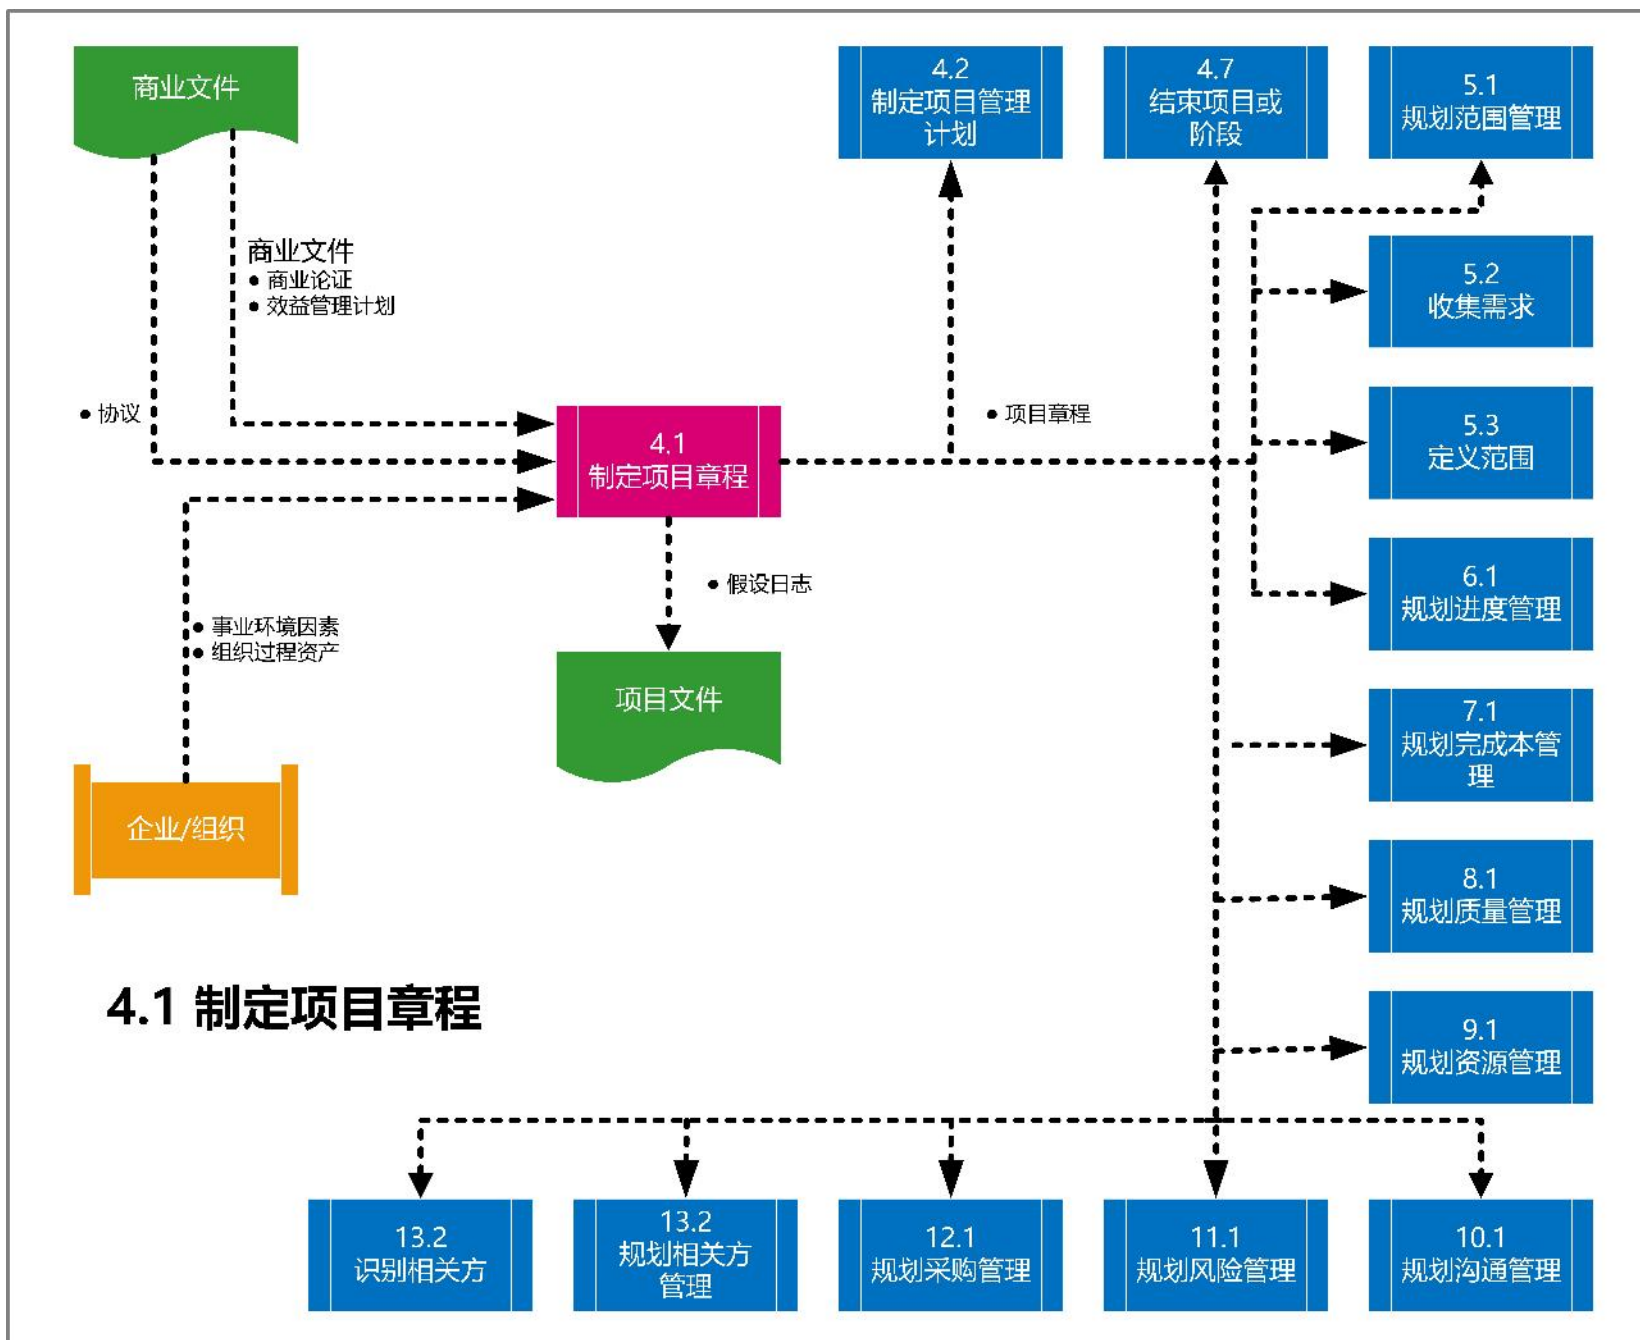 商业文件
4.2
制定项目管理
计划
4.7
结束项目或
阶段
5.1
规划范围管理
商业文件
● 商业论证
● 效益管理计划
5.2
收集需求
● 协议
4.1
制定项目章程
● 项目章程
5.3
定义范围
● 假设日志
6.1
规划进度管理
● 事业环境因素
● 组织过程资产
项目文件
7.1
规划完成本管
理
企业/组织
8.1
规划质量管理
4.1 制定项目章程
9.1
规划资源管理
13.2
识别相关方
13.2
规划相关方
管理
12.1
规划采购管理
11.1
规划风险管理
10.1
规划沟通管理